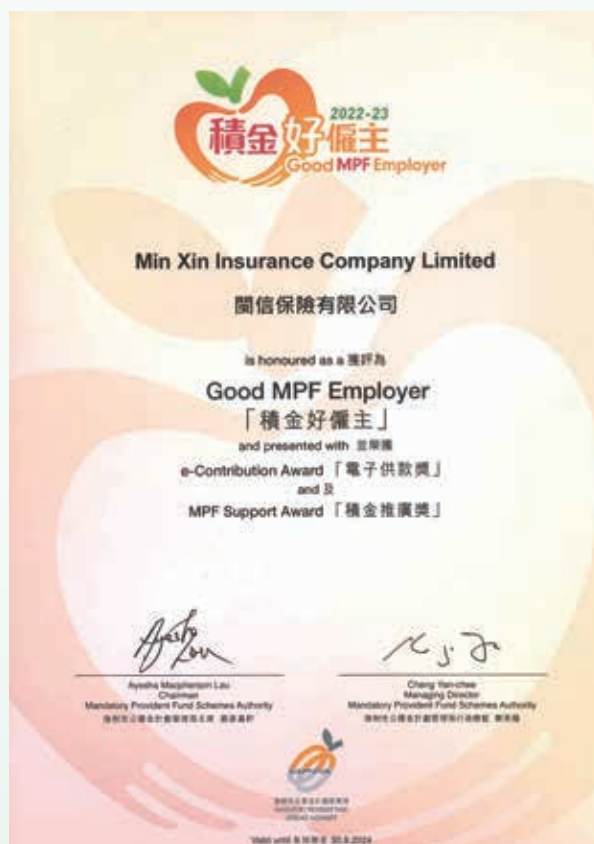 2022-23
積金好僱主
Good MPF Employer
Min Xin Insurance Company Limited
閩信保險有限公司
is honoured as a 獲評為
Good MPF Employer
「積金好僱主」
and presented with 並榮獲
e-Contribution Award「電子供款獎」
and 及
MPF Support Award「積金推廣獎」
Ayesha Macpherson Lau
Chairman
Mandatory Provident Fund Schemes Authority
Cheng Yan-chee
Managing Director
Mandatory Provident Fund Schemes Authority
Valid until 30.9.2024